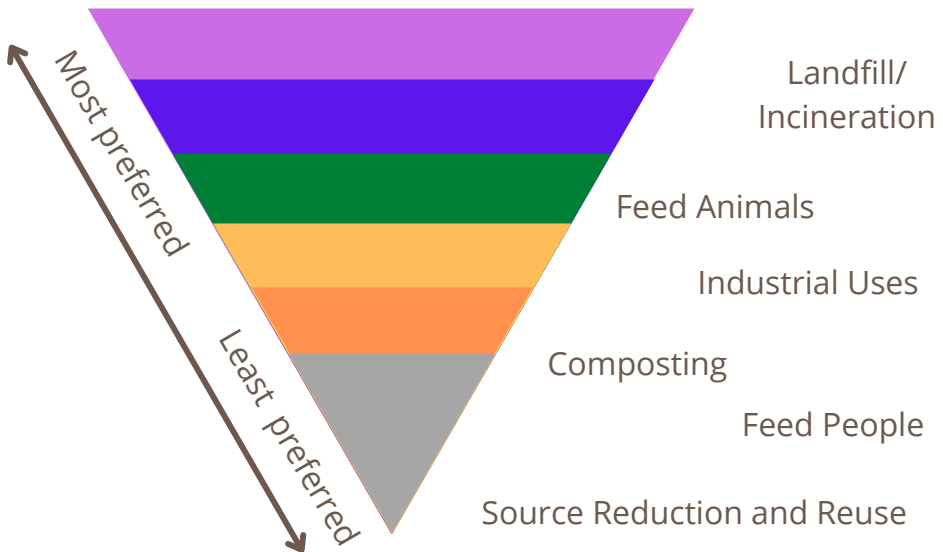 Most preferred
Least preferred
Landfill/
Incineration
Feed Animals
Industrial Uses
Composting
Feed People
Source Reduction and Reuse